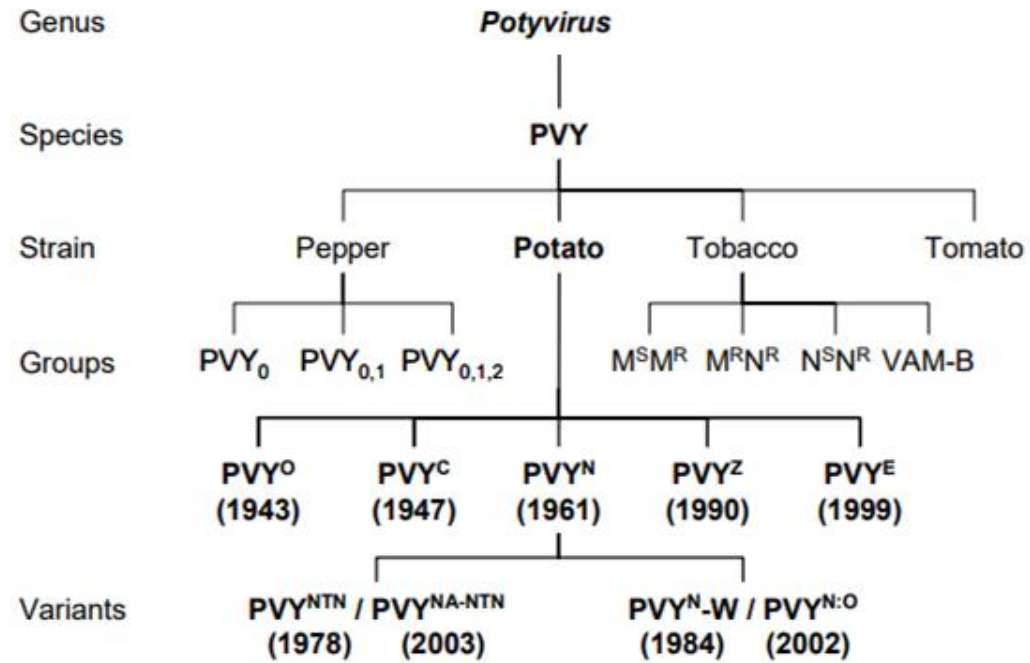 Genus Potyvirus
Species PVY
Strain Pepper Potato Tobacco Tomato
Groups PVY₀ PVY₀,₁ PVY₀,₁,₂ MˢMᴿ MᴿNᴿ NˢNᴿ VAM-B
PVYᴼ PVYᶜ PVYᴺ PVYᶻ PVYᴱ
(1943) (1947) (1961) (1990) (1999)
Variants PVYᴺᵀᴺ / PVYᴺᴬ⁻ᴺᵀᴺ PVYᴺ-W / PVYᴺ:ᴼ
(1978) (2003) (1984) (2002)